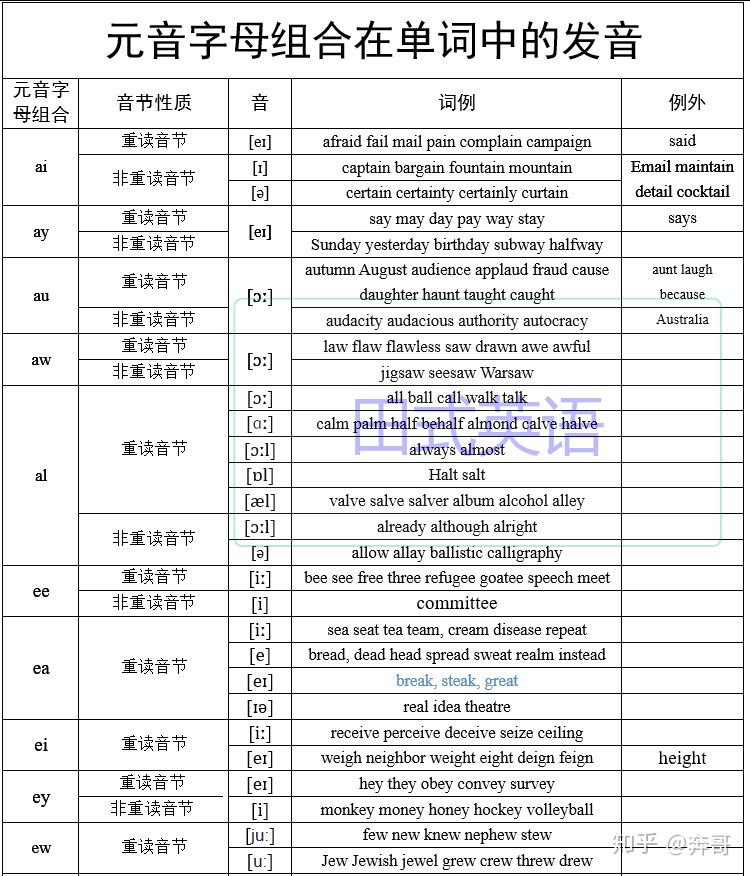 元音字母组合在单词中的发音
元音字母组合 音节性质 音 词例 例外
ai 重读音节 [eɪ] afraid fail mail pain complain campaign said
非重读音节 [ɪ] captain bargain fountain mountain Email maintain
[ə] certain certainty certainly curtain detail cocktail
ay 重读音节 [eɪ] say may day pay way stay says
非重读音节 Sunday yesterday birthday subway halfway
au 重读音节 [ɔː] autumn August audience applaud fraud cause aunt laugh
daughter haunt taught caught because
非重读音节 audacity audacious authority autocracy Australia
aw 重读音节 [ɔː] law flaw flawless saw drawn awe awful
非重读音节 jigsaw seesaw Warsaw
al 重读音节 [ɔː] all ball call walk talk
[ɑː] calm palm half behalf almond calve halve
[ɔːl] always almost
[ɒl] Halt salt
[æl] valve salve salver album alcohol alley
非重读音节 [ɔːl] already although alright
[ə] allow allay ballistic calligraphy
ee 重读音节 [iː] bee see free three refugee goatee speech meet
非重读音节 [i] committee
ea 重读音节 [iː] sea seat tea team, cream disease repeat
[e] bread, dead head spread sweat realm instead
[eɪ] break, steak, great
[ɪə] real idea theatre
ei 重读音节 [iː] receive perceive deceive seize ceiling
[eɪ] weigh neighbor weight eight deign feign height
ey 重读音节 [eɪ] hey they obey convey survey
非重读音节 [i] monkey money honey hockey volleyball
ew 重读音节 [juː] few new knew nephew stew
[uː] Jew Jewish jewel grew crew threw drew
田式英语
知乎 @奔哥